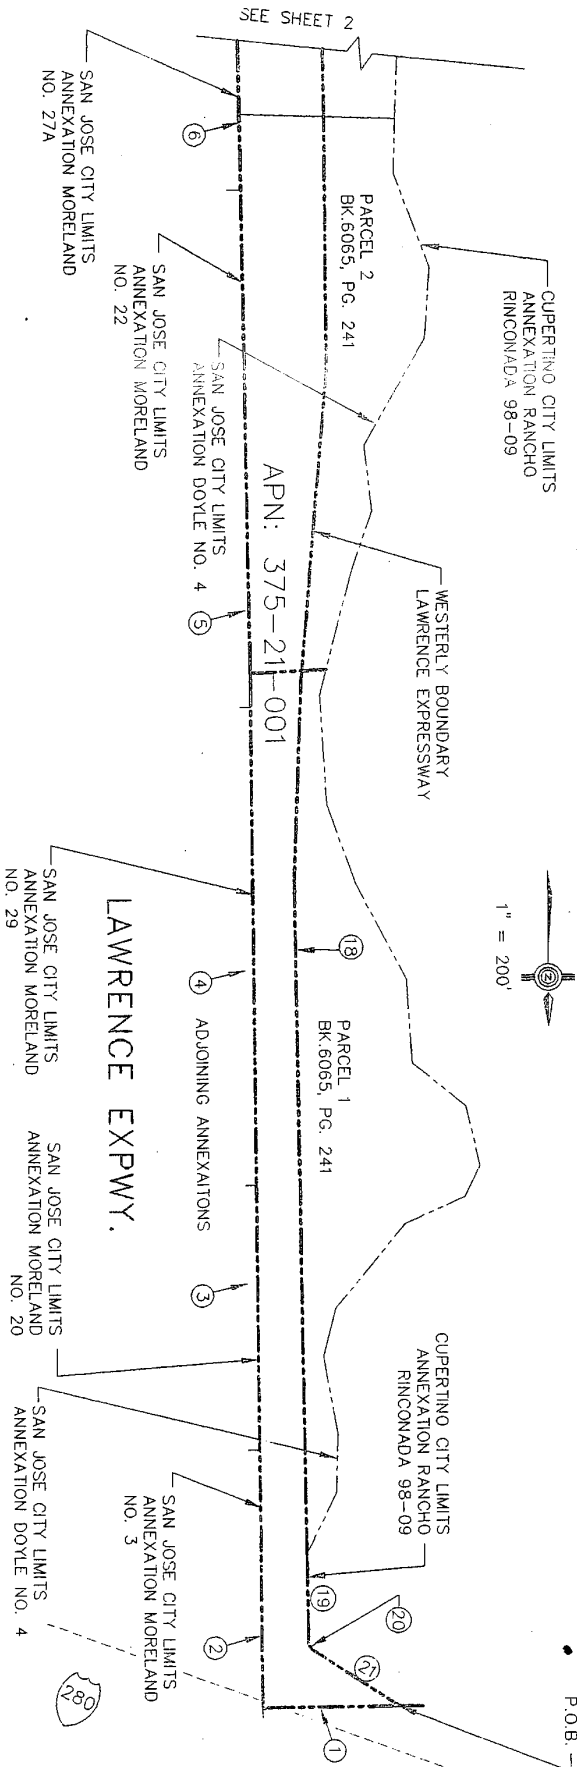 SEE SHEET 2
CUPERTINO CITY LIMITS
ANNEXATION RANCHO
RINCONADA 98-09
PARCEL 2
BK.6065, PG. 241
WESTERLY BOUNDARY
LAWRENCE EXPRESSWAY
1" = 200'
Z
PARCEL 1
BK.6065, PG. 241
CUPERTINO CITY LIMITS
ANNEXATION RANCHO
RINCONADA 98-09
P.O.B.
18
19
20
21
1
APN: 375-21-001
6
5
4
3
2
ADJOINING ANNEXAITONS
SAN JOSE CITY LIMITS
ANNEXATION MORELAND
NO. 27A
SAN JOSE CITY LIMITS
ANNEXATION MORELAND
NO. 22
SAN JOSE CITY LIMITS
ANNEXATION DOYLE NO. 4
LAWRENCE EXPWY.
SAN JOSE CITY LIMITS
ANNEXATION MORELAND
NO. 29
SAN JOSE CITY LIMITS
ANNEXATION MORELAND
NO. 20
SAN JOSE CITY LIMITS
ANNEXATION MORELAND
NO. 3
SAN JOSE CITY LIMITS
ANNEXATION DOYLE NO. 4
280